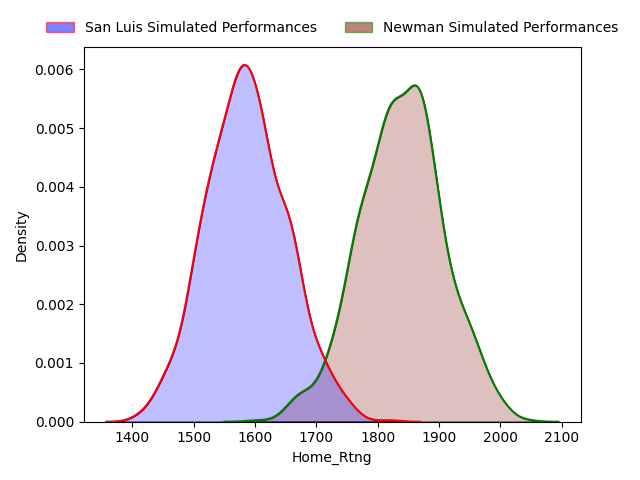 San Luis Simulated Performances
Newman Simulated Performances
0.006
0.005
0.004
0.003
0.002
0.001
0.000
Density
1400 1500 1600 1700 1800 1900 2000 2100
Home_Rtng